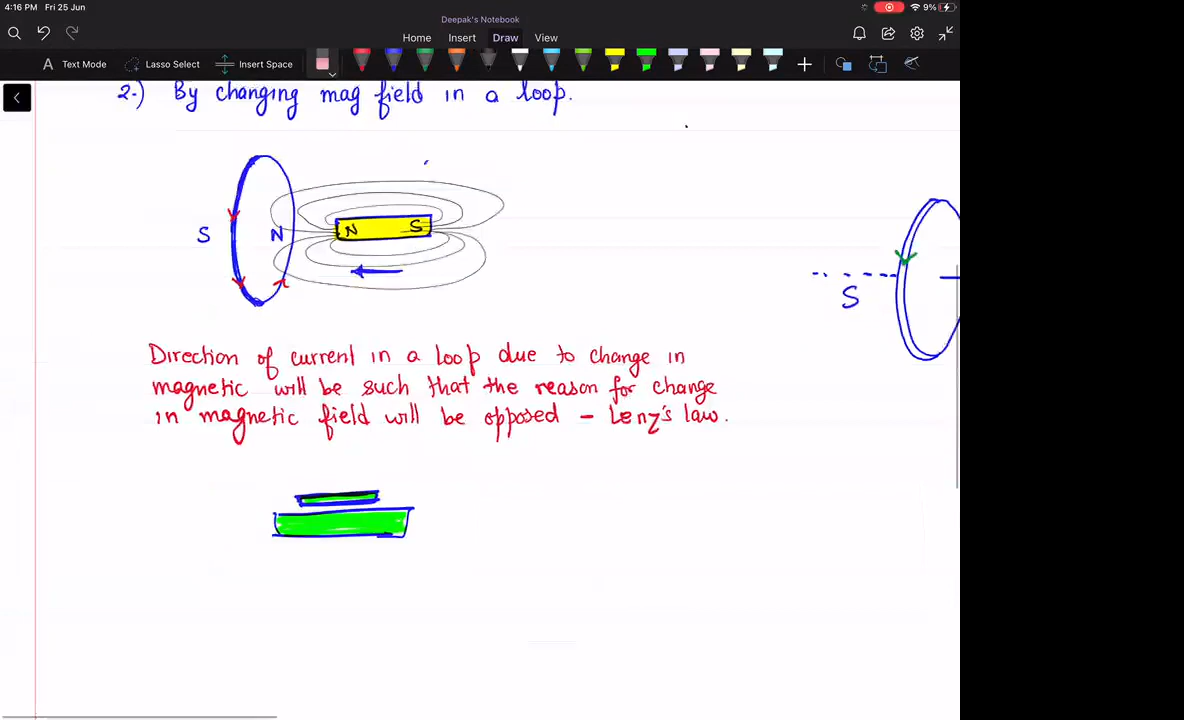 4:16 PM Fri 25 Jun
9%
Deepak's Notebook
Home Insert Draw View
A Text Mode Lasso Select Insert Space
2.) By changing mag field in a loop.
S N N S
S
Direction of current in a loop due to change in
magnetic will be such that the reason for change
in magnetic field will be opposed - Lenz's law.